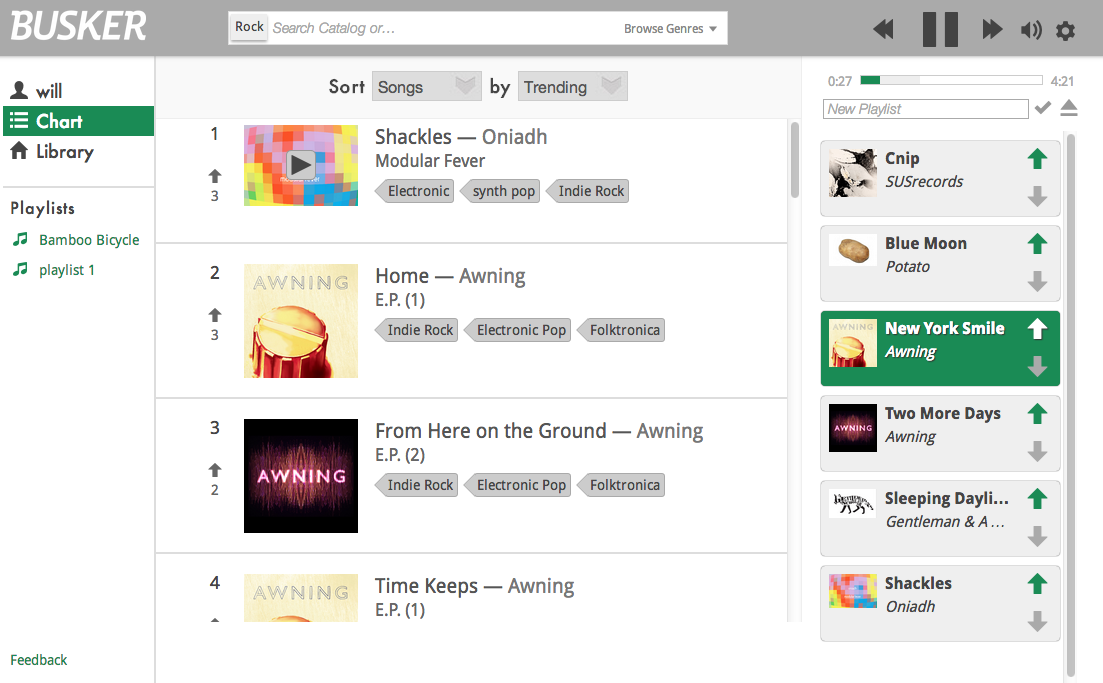 BUSKER
Rock Search Catalog or... Browse Genres
will
Chart
Library
Playlists
Bamboo Bicycle
playlist 1
Feedback
Sort Songs by Trending
1
3
Shackles — Oniadh
Modular Fever
Electronic synth pop Indie Rock
2
3
AWNING
Home — Awning
E.P. (1)
Indie Rock Electronic Pop Folktronica
3
2
AWNING
From Here on the Ground — Awning
E.P. (2)
Indie Rock Electronic Pop Folktronica
4
AWNING
Time Keeps — Awning
E.P. (1)
0:27 4:21
New Playlist
Cnip
SUSrecords
Blue Moon
Potato
AWNING
New York Smile
Awning
AWNING
Two More Days
Awning
Sleeping Dayli...
Gentleman & A ...
Shackles
Oniadh